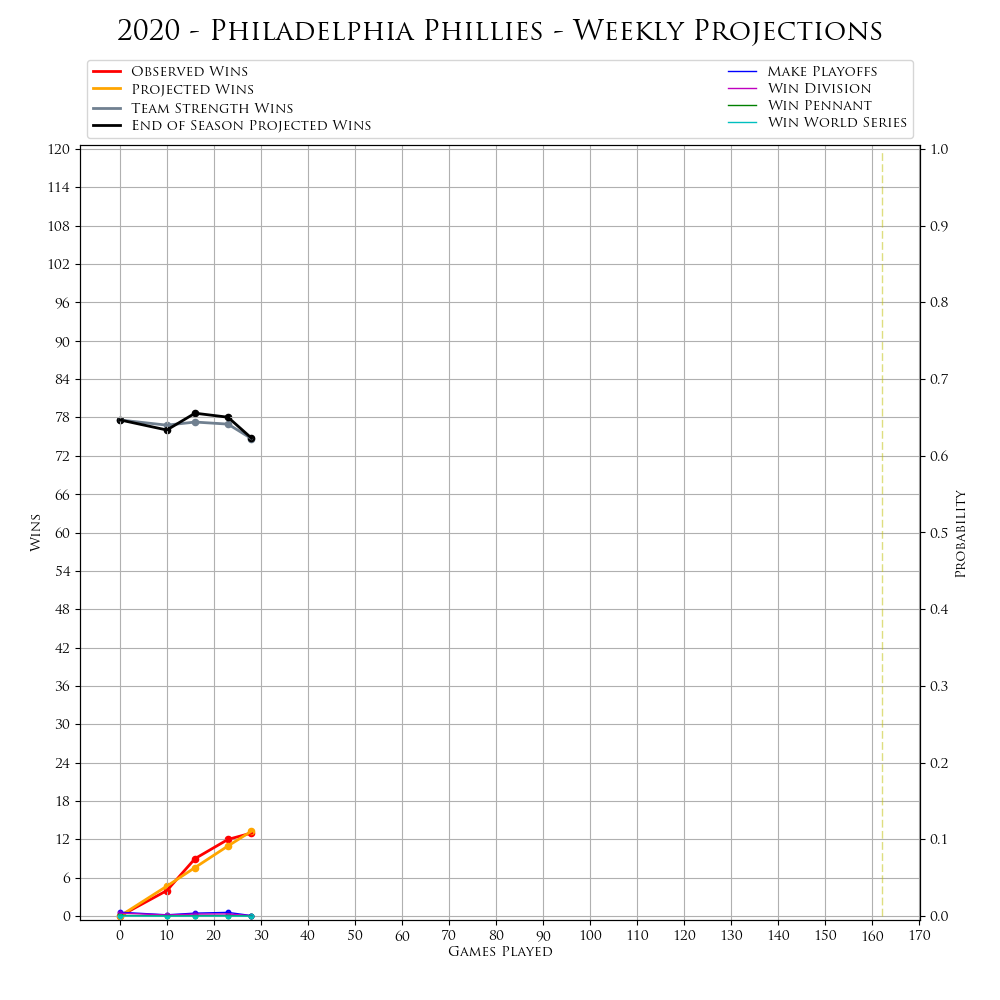 2020 - Philadelphia Phillies - Weekly Projections
Observed Wins
Projected Wins
Team Strength Wins
End of Season Projected Wins
Make Playoffs
Win Division
Win Pennant
Win World Series
120
114
108
102
96
90
84
78
72
66
60
54
48
42
36
30
24
18
12
6
0
Wins
1.0
0.9
0.8
0.7
0.6
0.5
0.4
0.3
0.2
0.1
0.0
Probability
0 10 20 30 40 50 60 70 80 90 100 110 120 130 140 150 160 170
Games Played